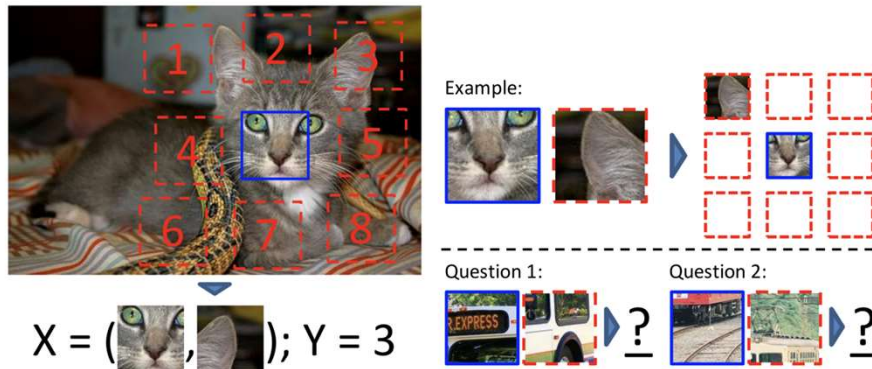 1 2 3
4 5
6 7 8
X = ( , ); Y = 3
Example:
Question 1: Question 2:
R.EXPRESS
? ?